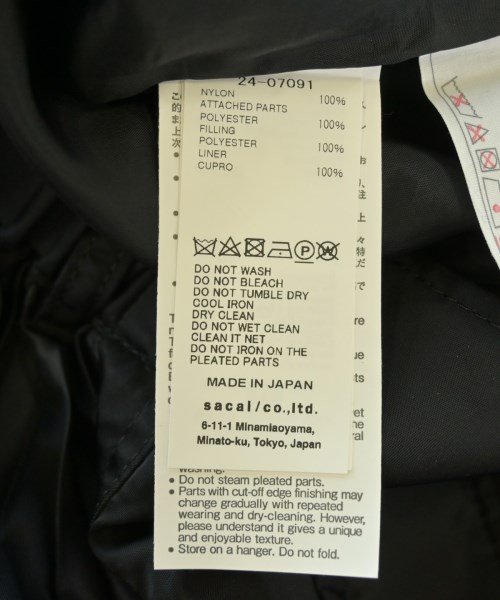 24-07091
NYLON 100%
ATTACHED PARTS
POLYESTER 100%
FILLING
POLYESTER 100%
LINER
CUPRO 100%
DO NOT WASH
DO NOT BLEACH
DO NOT TUMBLE DRY
COOL IRON
DRY CLEAN
DO NOT WET CLEAN
CLEAN IT NET
DO NOT IRON ON THE
PLEATED PARTS
MADE IN JAPAN
sacai/co.,ltd.
6-11-1 Minamiaoyama,
Minato-ku, Tokyo, Japan
washing.
• Do not steam pleated parts.
• Parts with cut-off edge finishing may
change gradually with repeated
wearing and dry-cleaning. However,
please understand it gives a unique
and enjoyable texture.
• Store on a hanger. Do not fold.